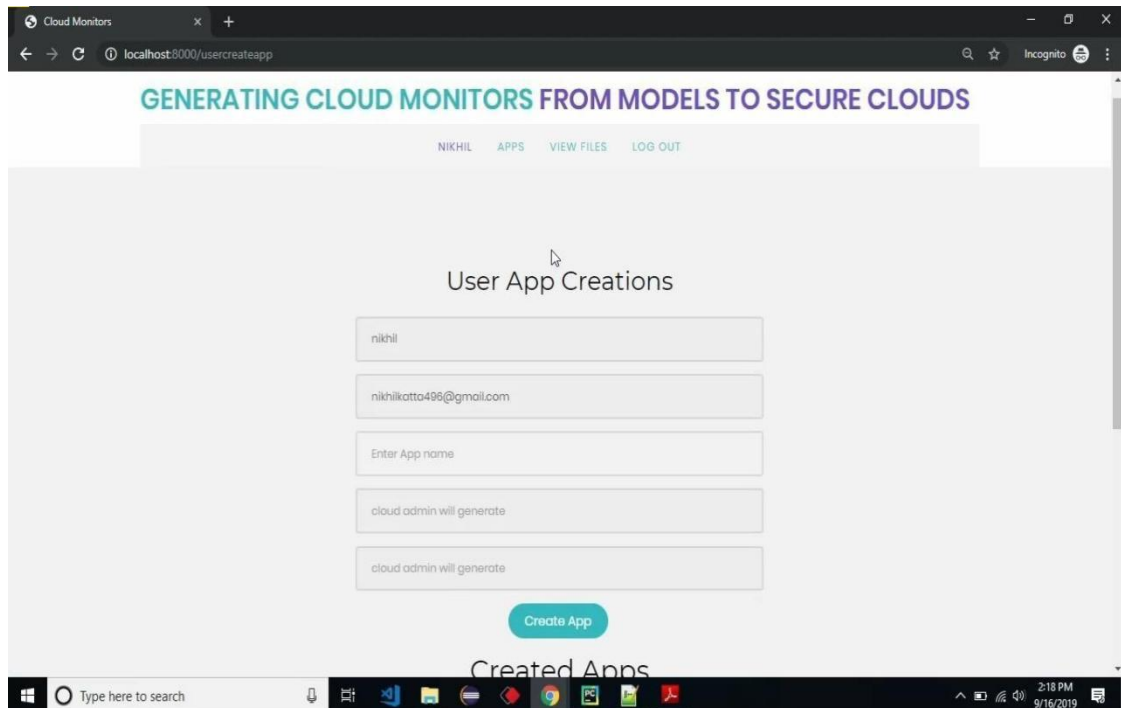 Cloud Monitors
localhost:8000/usercreateapp
Incognito
GENERATING CLOUD MONITORS FROM MODELS TO SECURE CLOUDS
NIKHIL APPS VIEW FILES LOG OUT
User App Creations
nikhil
nikhilkatta496@gmail.com
Enter App name
cloud admin will generate
cloud admin will generate
Create App
Created Apps
Type here to search
PC
2:18 PM
9/16/2019